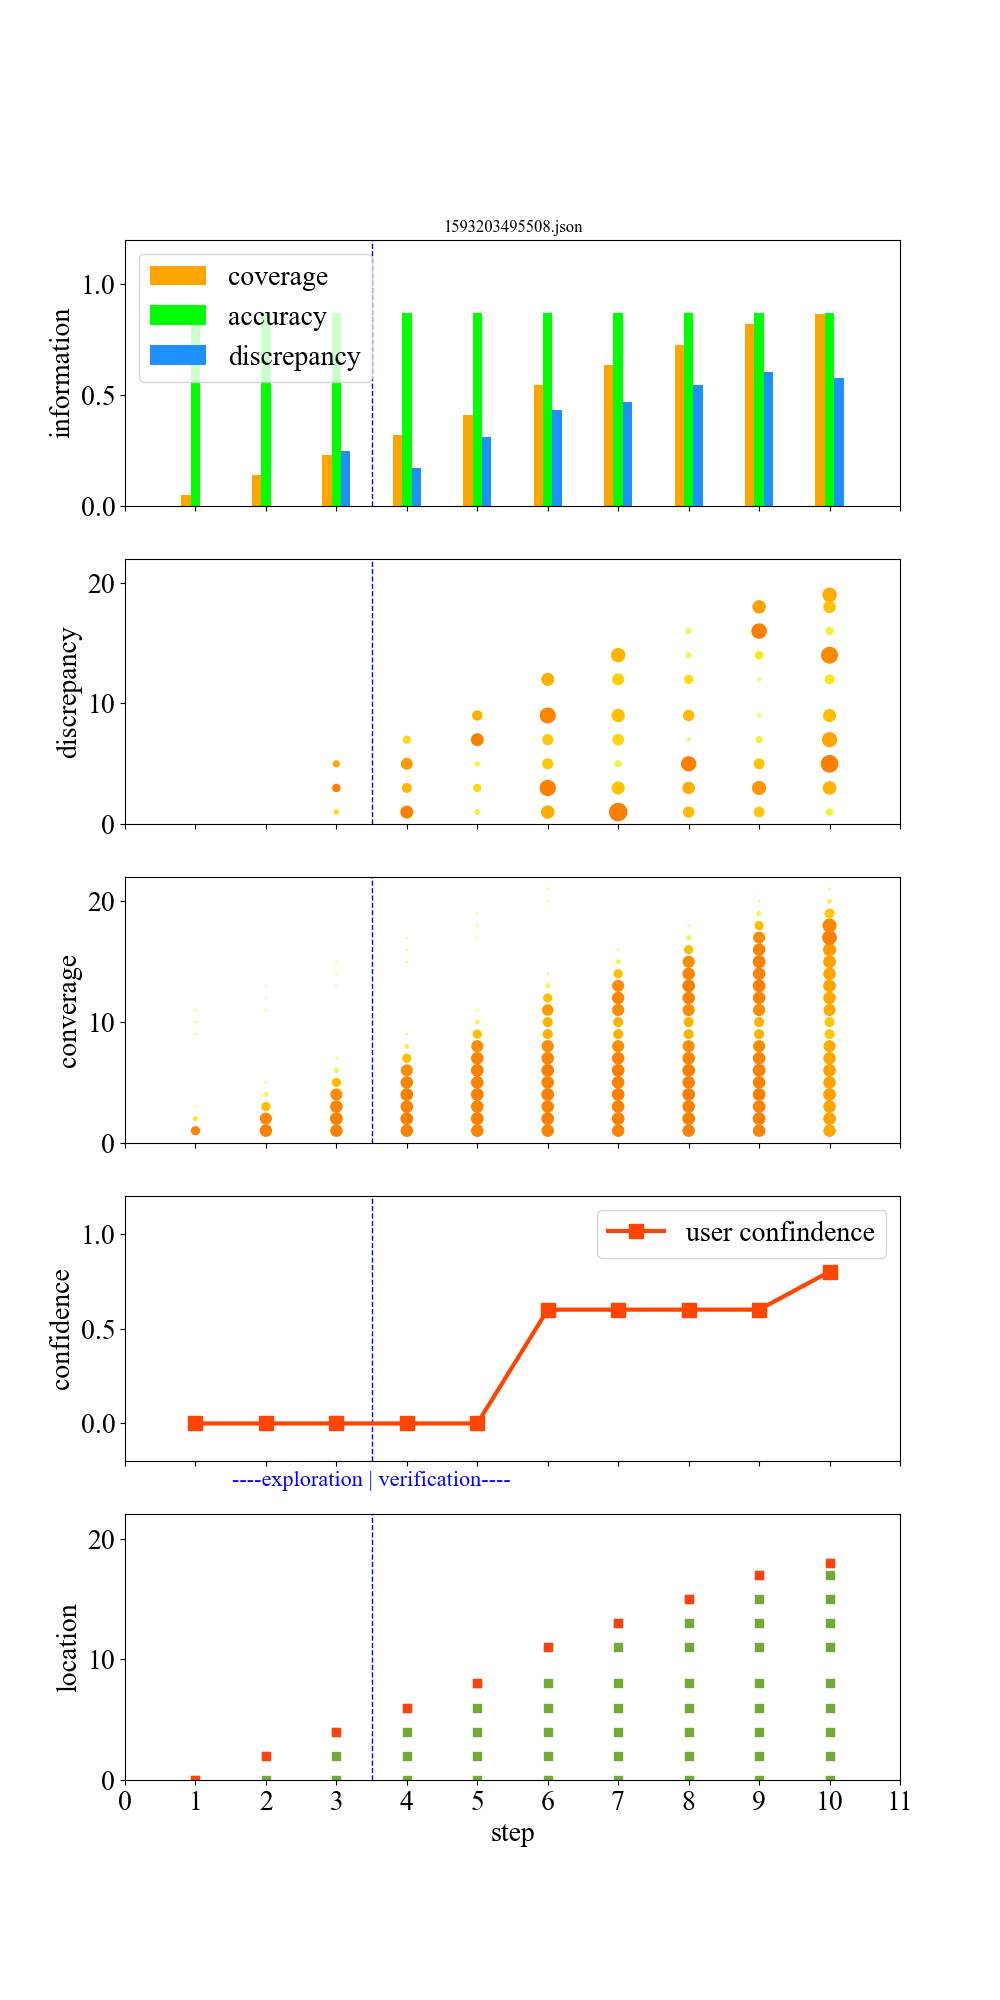 1593203495508.json
coverage
accuracy
discrepancy
1.0
0.5
0.0
information
20
10
0
discrepancy
20
10
0
converage
user confindence
1.0
0.5
0.0
confidence
----exploration | verification----
20
10
0
location
0 1 2 3 4 5 6 7 8 9 10 11
step